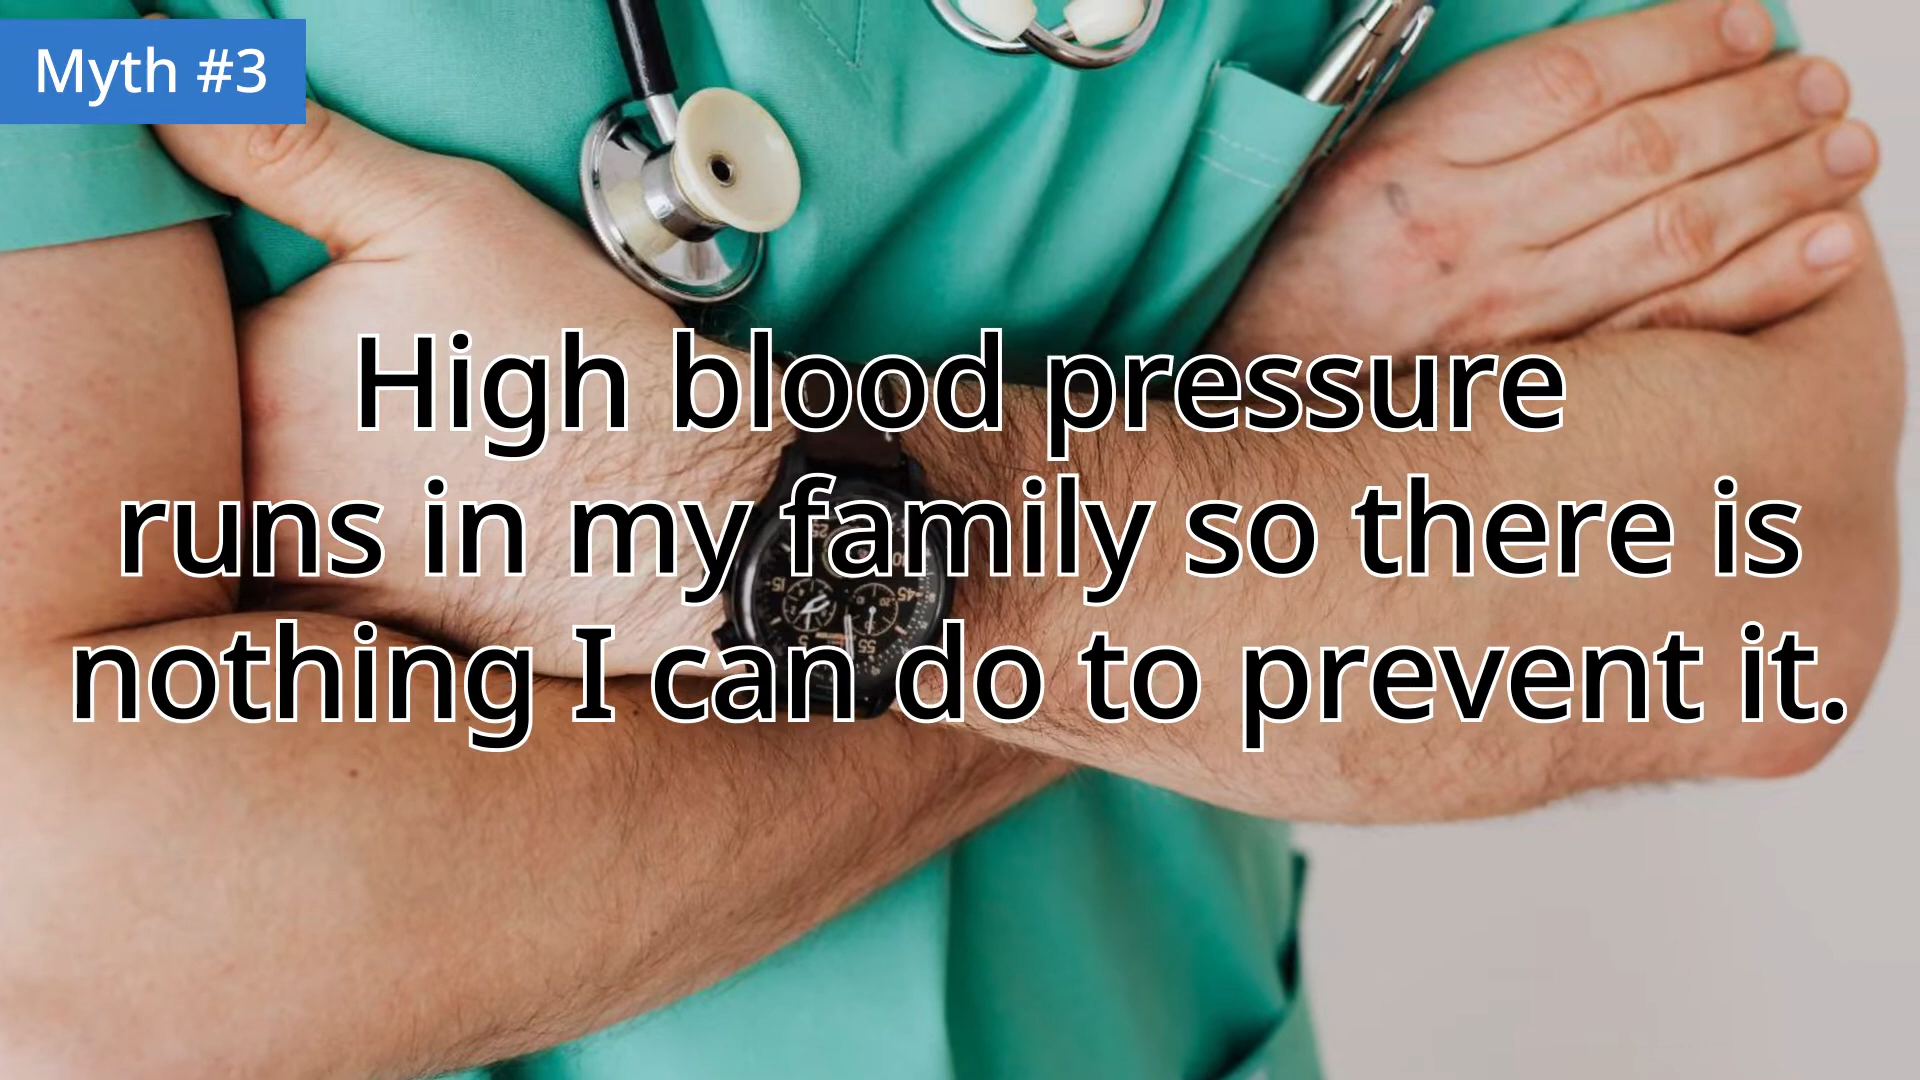 Myth #3
High blood pressure
runs in my family so there is
nothing I can do to prevent it.